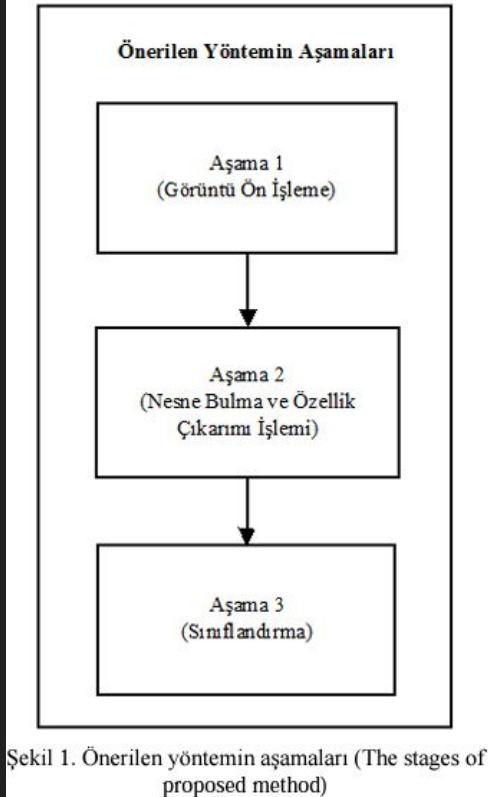 Önerilen Yöntemin Aşamaları
Aşama 1
(Görüntü Ön İşleme)
Aşama 2
(Nesne Bulma ve Özellik
Çıkarımı İşlemi)
Aşama 3
(Sınıflandırma)
Şekil 1. Önerilen yöntemin aşamaları (The stages of
proposed method)